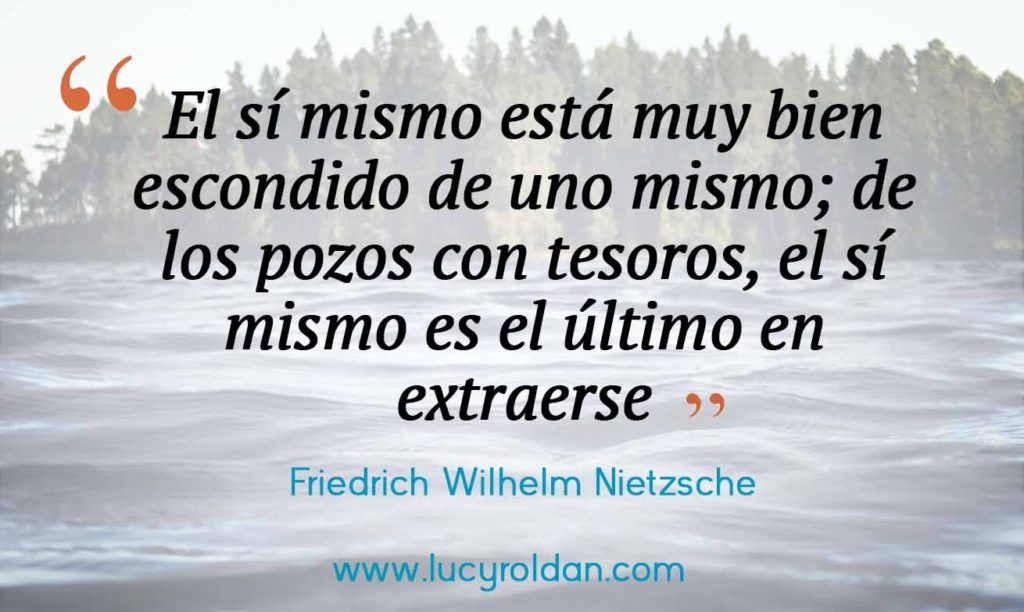 “ El sí mismo está muy bien
escondido de uno mismo; de
los pozos con tesoros, el sí
mismo es el último en
extraerse ”
Friedrich Wilhelm Nietzsche
www.lucyroldan.com